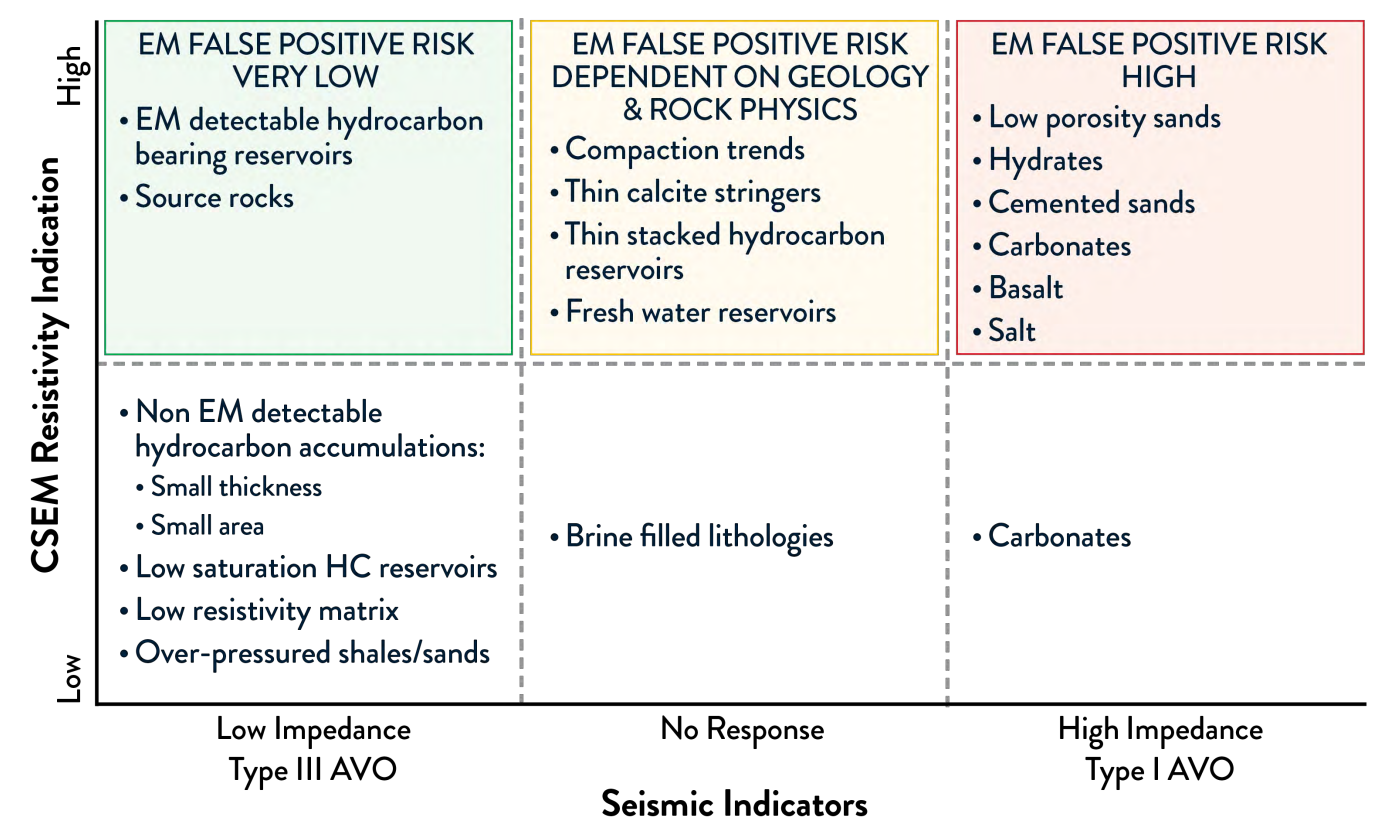 High
CSEM Resistivity Indication
Low
EM FALSE POSITIVE RISK
VERY LOW
• EM detectable hydrocarbon
bearing reservoirs
• Source rocks
EM FALSE POSITIVE RISK
DEPENDENT ON GEOLOGY
& ROCK PHYSICS
• Compaction trends
• Thin calcite stringers
• Thin stacked hydrocarbon
reservoirs
• Fresh water reservoirs
EM FALSE POSITIVE RISK
HIGH
• Low porosity sands
• Hydrates
• Cemented sands
• Carbonates
• Basalt
• Salt
• Non EM detectable
hydrocarbon accumulations:
• Small thickness
• Small area
• Low saturation HC reservoirs
• Low resistivity matrix
• Over-pressured shales/sands
• Brine filled lithologies
• Carbonates
Low Impedance
Type III AVO
No Response
High Impedance
Type I AVO
Seismic Indicators